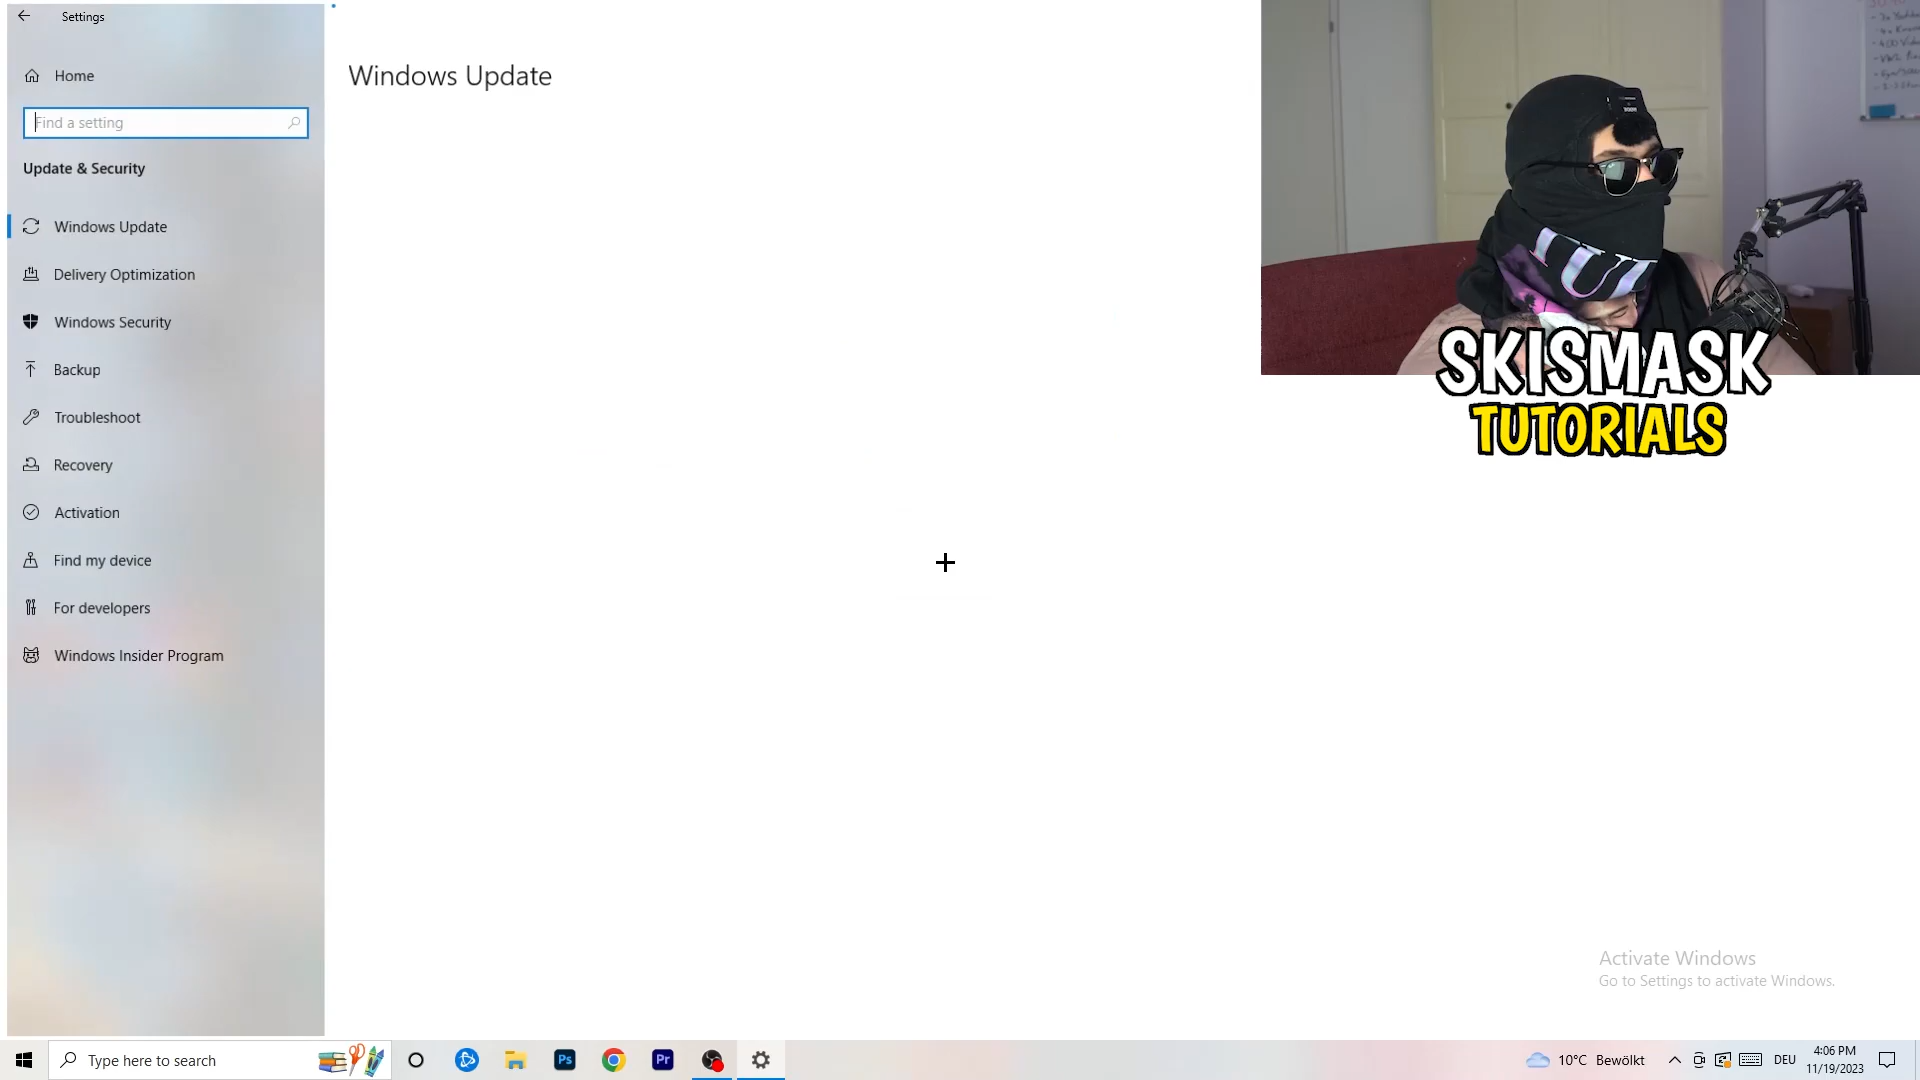 Settings
Home
Find a setting
Update & Security
Windows Update
Delivery Optimization
Windows Security
Backup
Troubleshoot
Recovery
Activation
Find my device
For developers
Windows Insider Program
Windows Update
SKISMASK
TUTORIALS
Activate Windows
Go to Settings to activate Windows.
Type here to search
Ps
Pr
10°C Bewölkt
DEU
4:06 PM
11/19/2023